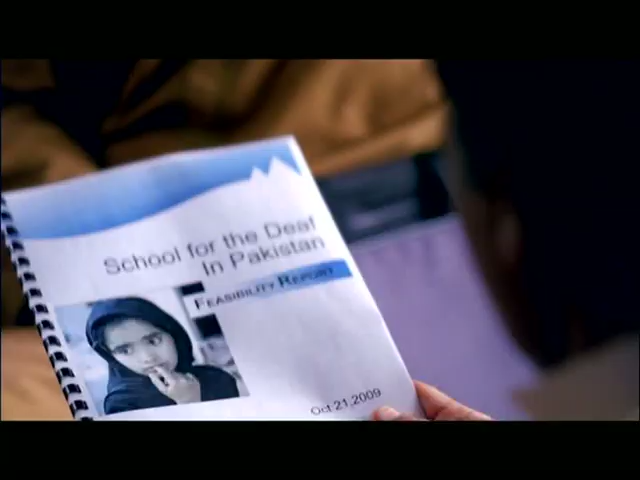 School for the Deaf
In Pakistan
FEASIBILITY REPORT
Oct 21,2009